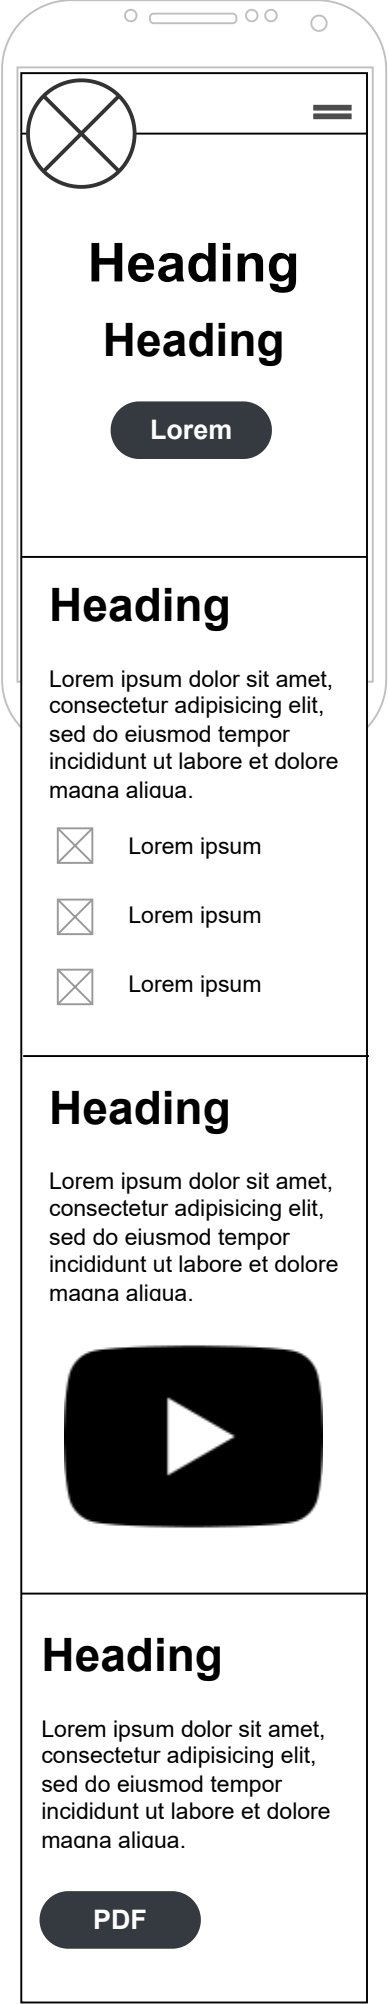 Heading
Heading
Lorem
Heading
Lorem ipsum dolor sit amet,
consectetur adipisicing elit,
sed do eiusmod tempor
incididunt ut labore et dolore
magna aliqua.
Lorem ipsum
Lorem ipsum
Lorem ipsum
Heading
Lorem ipsum dolor sit amet,
consectetur adipisicing elit,
sed do eiusmod tempor
incididunt ut labore et dolore
magna aliqua.
Heading
Lorem ipsum dolor sit amet,
consectetur adipisicing elit,
sed do eiusmod tempor
incididunt ut labore et dolore
magna aliqua.
PDF